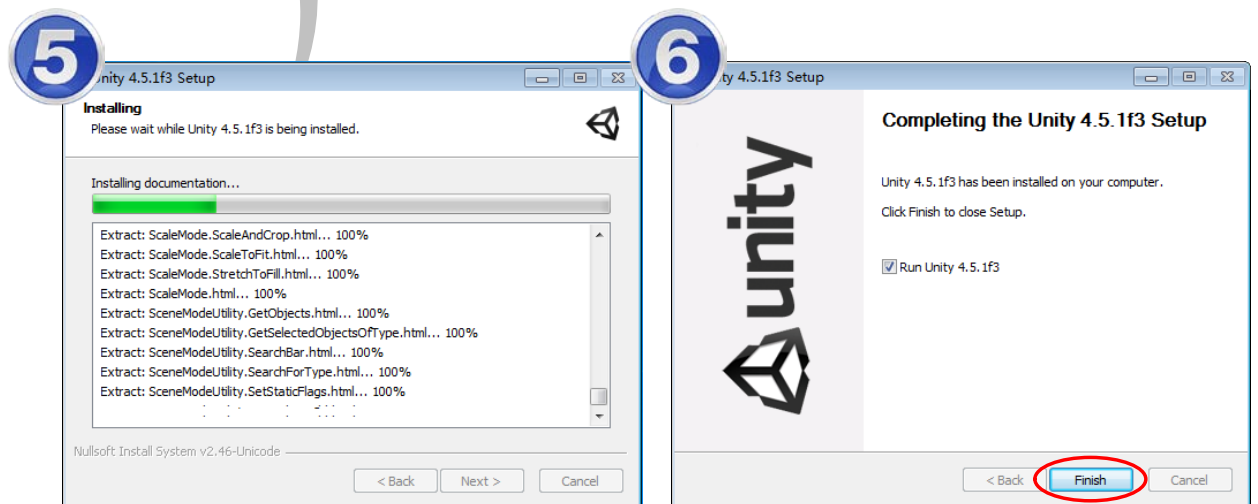 5
nity 4.5.1f3 Setup
Installing
Please wait while Unity 4.5.1f3 is being installed.
Installing documentation...
Extract: ScaleMode.ScaleAndCrop.html... 100%
Extract: ScaleMode.ScaleToFit.html... 100%
Extract: ScaleMode.StretchToFill.html... 100%
Extract: ScaleMode.html... 100%
Extract: SceneModeUtility.GetObjects.html... 100%
Extract: SceneModeUtility.GetSelectedObjectsOfType.html... 100%
Extract: SceneModeUtility.SearchBar.html... 100%
Extract: SceneModeUtility.SearchForType.html... 100%
Extract: SceneModeUtility.SetStaticFlags.html... 100%
Nullsoft Install System v2.46-Unicode
< Back Next > Cancel
6
ty 4.5.1f3 Setup
unity
Completing the Unity 4.5.1f3 Setup
Unity 4.5.1f3 has been installed on your computer.
Click Finish to close Setup.
Run Unity 4.5.1f3
< Back Finish Cancel